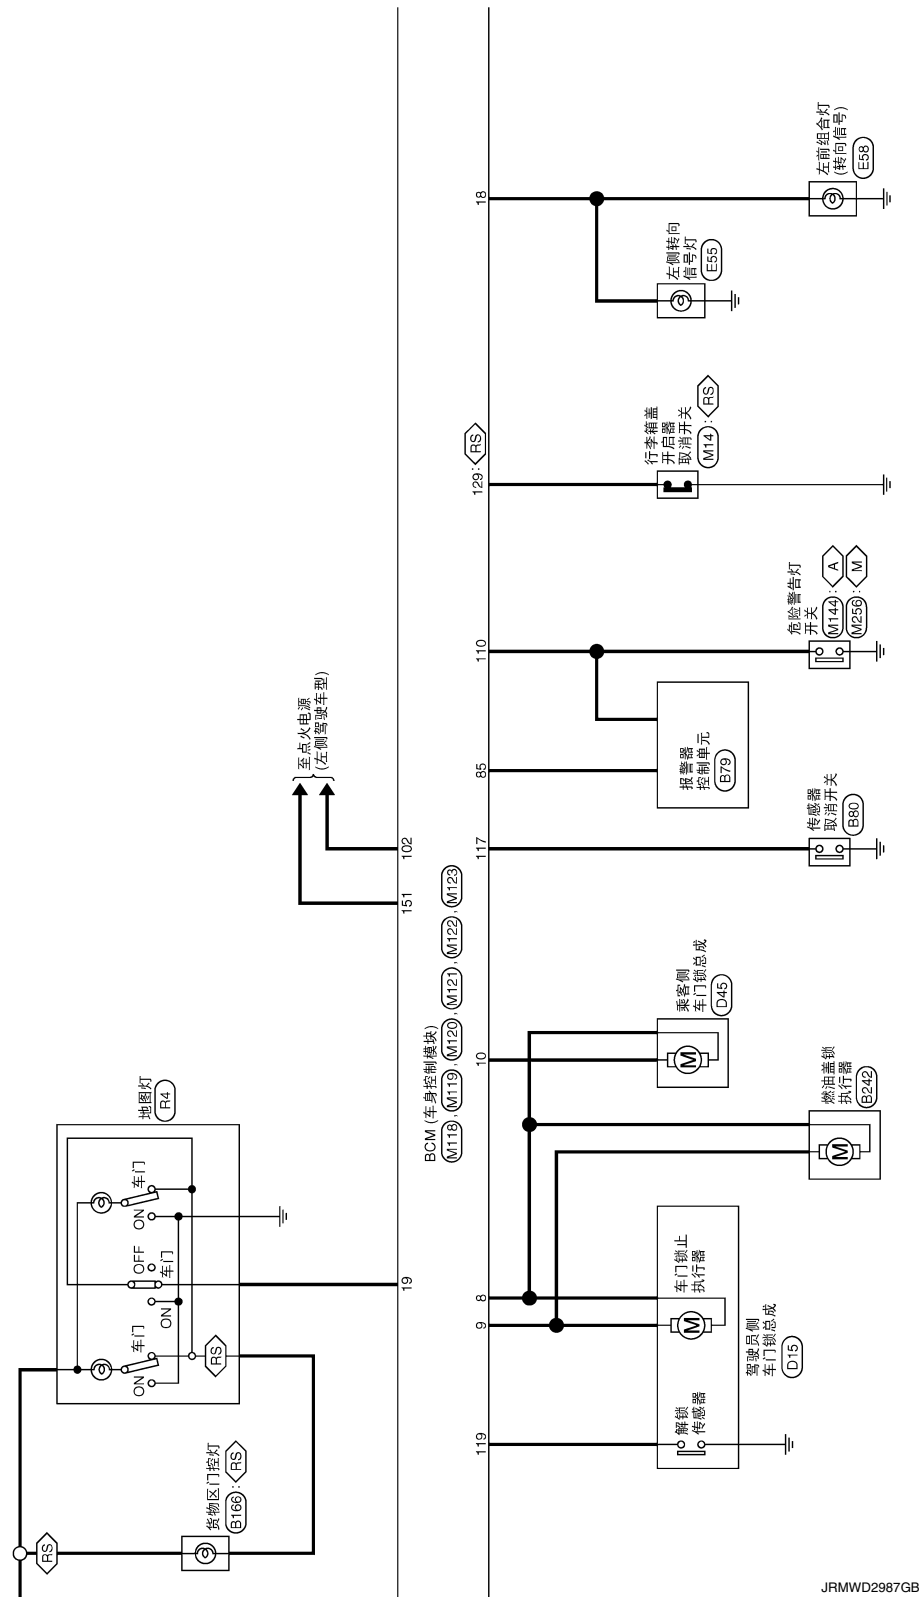 地图灯
R4
车门
ON
OFF
车门
ON
车门
ON
RS
货物区门控灯
B166 : RS
RS
19
至点火电源
(左侧驾驶车型)
151
102
BCM (车身控制模块)
M118 , M119 , M120 , M121 , M122 , M123
119
9
8
10
117
85
110
129 : RS
18
解锁
传感器
车门锁止
执行器
M
驾驶员侧
车门锁总成
D15
燃油盖锁
执行器
B242
M
乘客侧
车门锁总成
D45
M
传感器
取消开关
B80
报警器
控制单元
B79
危险警告灯
开关
M144 : A
M256 : M
行李箱盖
开启器
取消开关
M14 : RS
左侧转向
信号灯
E55
左前组合灯
(转向信号)
E58
JRMWD2987GB